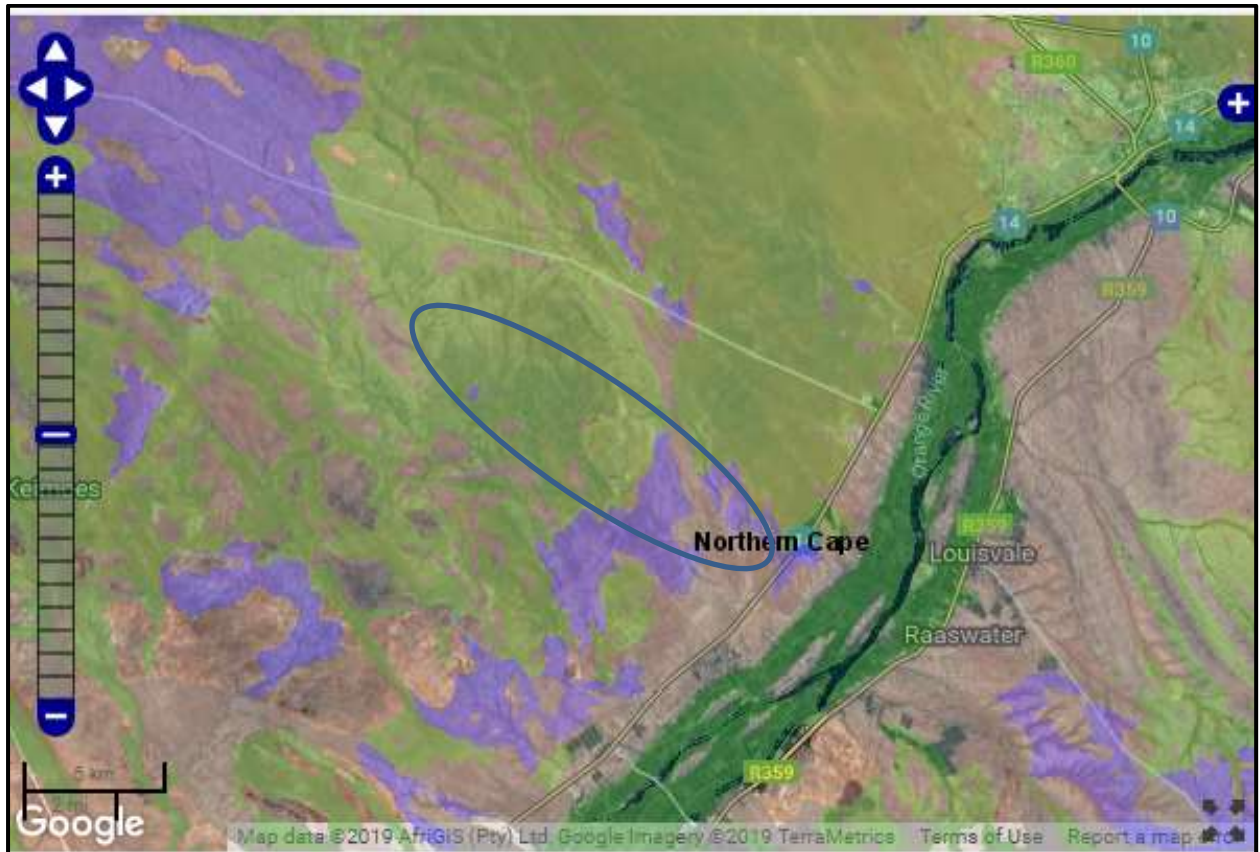 10
R360
14
14
10
R359
Orange River
Keimoes
R359
Northern Cape
Louisvale
Raaswater
R359
5 km
2 mi
Google
Map data ©2019 AfriGIS (Pty) Ltd. Google Imagery ©2019 TerraMetrics Terms of Use Report a map error